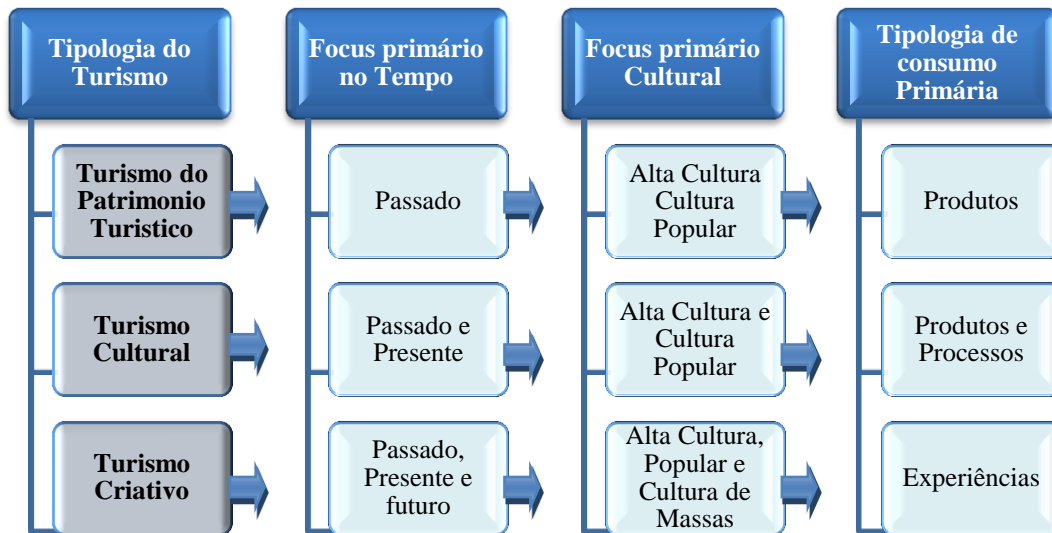 Tipologia do
Turismo
Focus primário
no Tempo
Focus primário
Cultural
Tipologia de
consumo
Primária
Turismo do
Patrimonio
Turistico
Passado
Alta Cultura
Cultura
Popular
Produtos
Turismo
Cultural
Passado e
Presente
Alta Cultura e
Cultura
Popular
Produtos e
Processos
Turismo
Criativo
Passado,
Presente e
futuro
Alta Cultura,
Popular e
Cultura de
Massas
Experiências